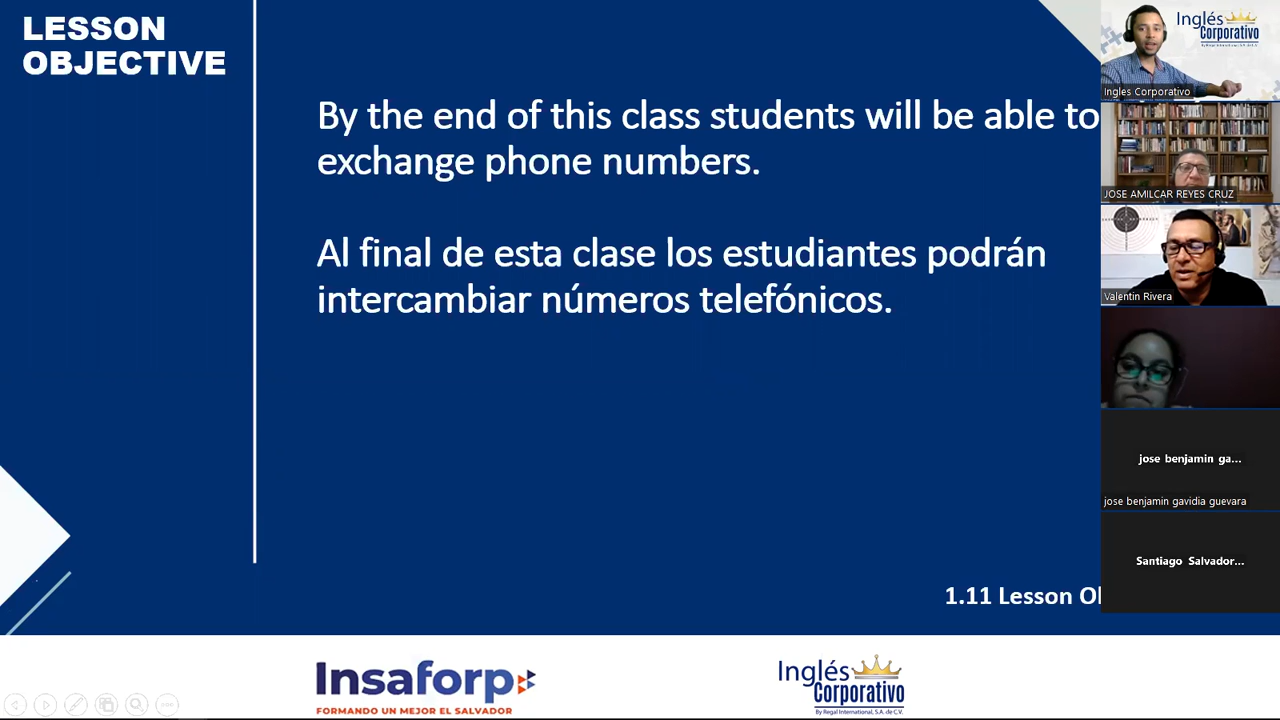 LESSON
OBJECTIVE
By the end of this class students will be able to
exchange phone numbers.
Al final de esta clase los estudiantes podrán
intercambiar números telefónicos.
1.11 Lesson
Insaforp
FORMANDO UN MEJOR EL SALVADOR
Inglés
Corporativo
By Regal International, S.A. de C.V.
Inglés
Corporativo
Ingles Corporativo
JOSE AMILCAR REYES CRUZ
Valentin Rivera
jose benjamin ga...
jose benjamin gavidia guevara
Santiago Salvador...